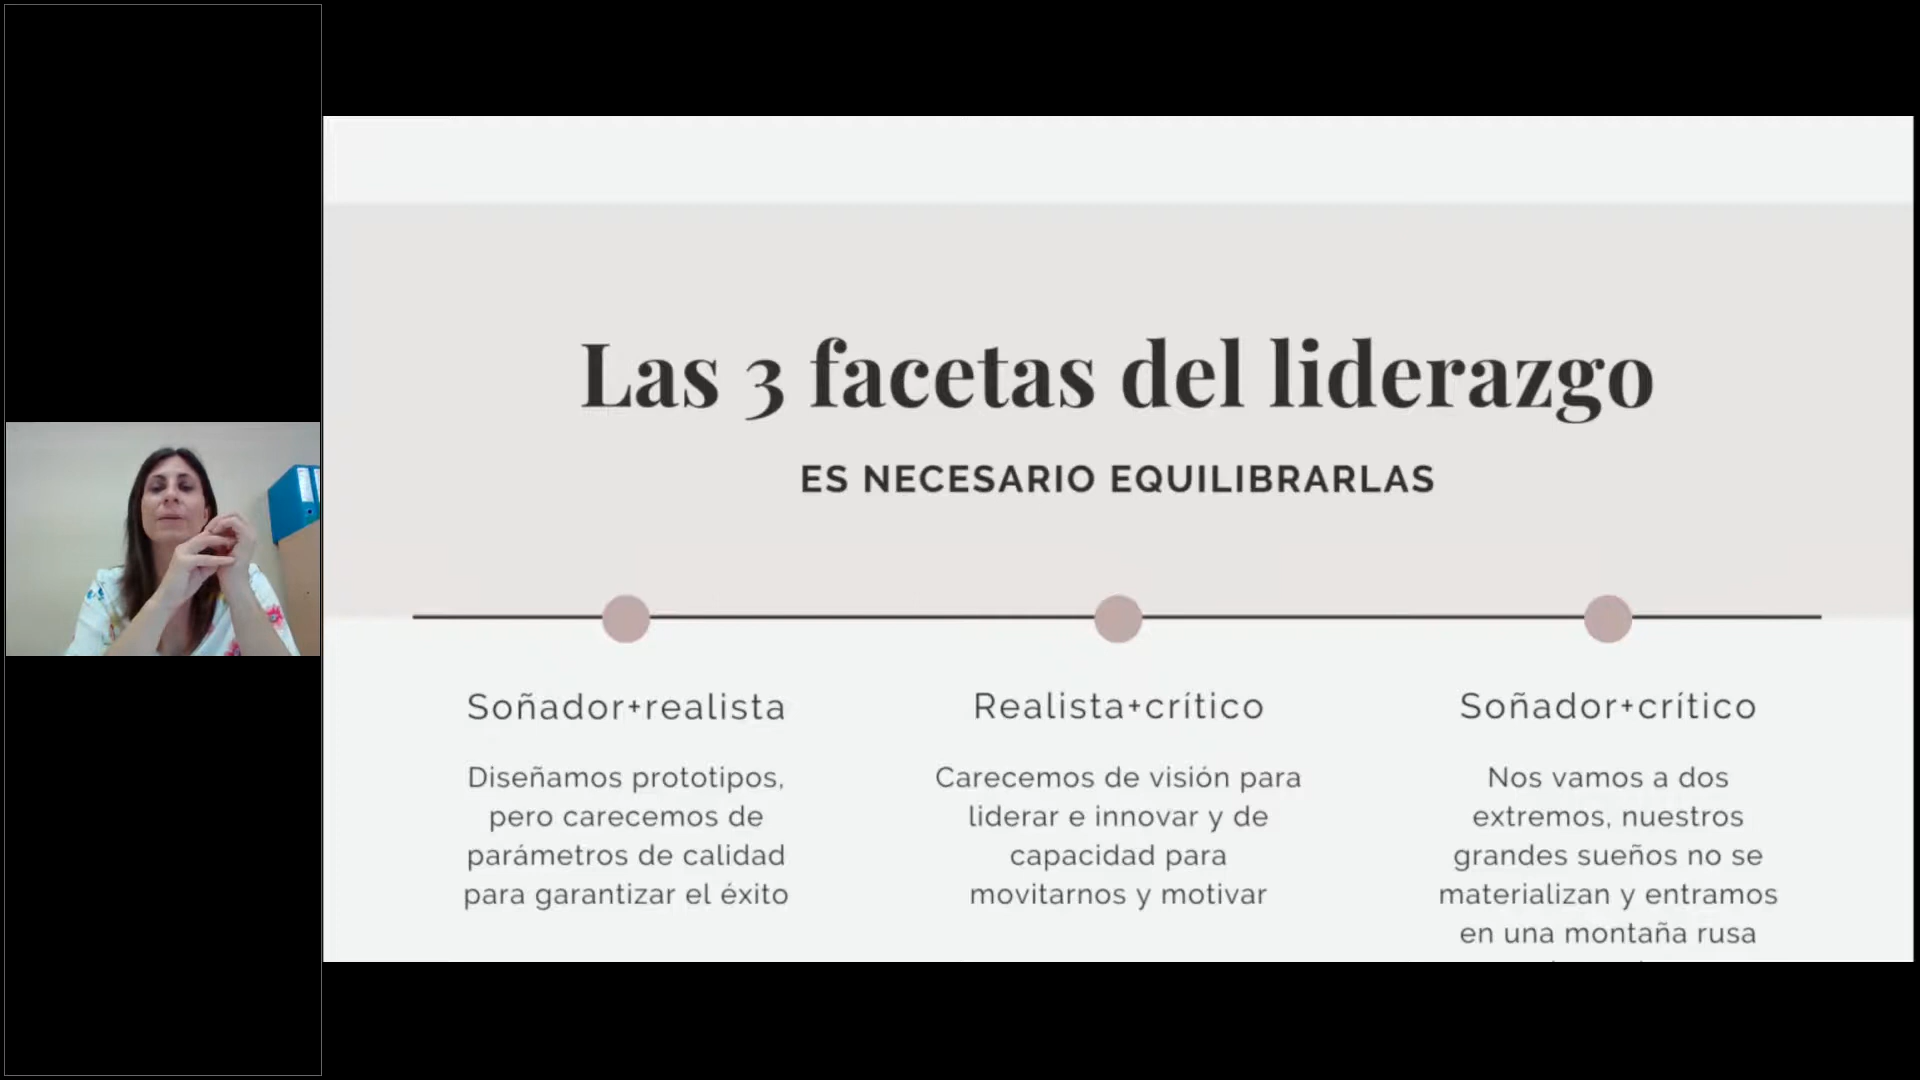 Las 3 facetas del liderazgo
ES NECESARIO EQUILIBRARLAS
Soñador+realista
Diseñamos prototipos,
pero carecemos de
parámetros de calidad
para garantizar el éxito
Realista+crítico
Carecemos de visión para
liderar e innovar y de
capacidad para
movitarnos y motivar
Soñador+crítico
Nos vamos a dos
extremos, nuestros
grandes sueños no se
materializan y entramos
en una montaña rusa